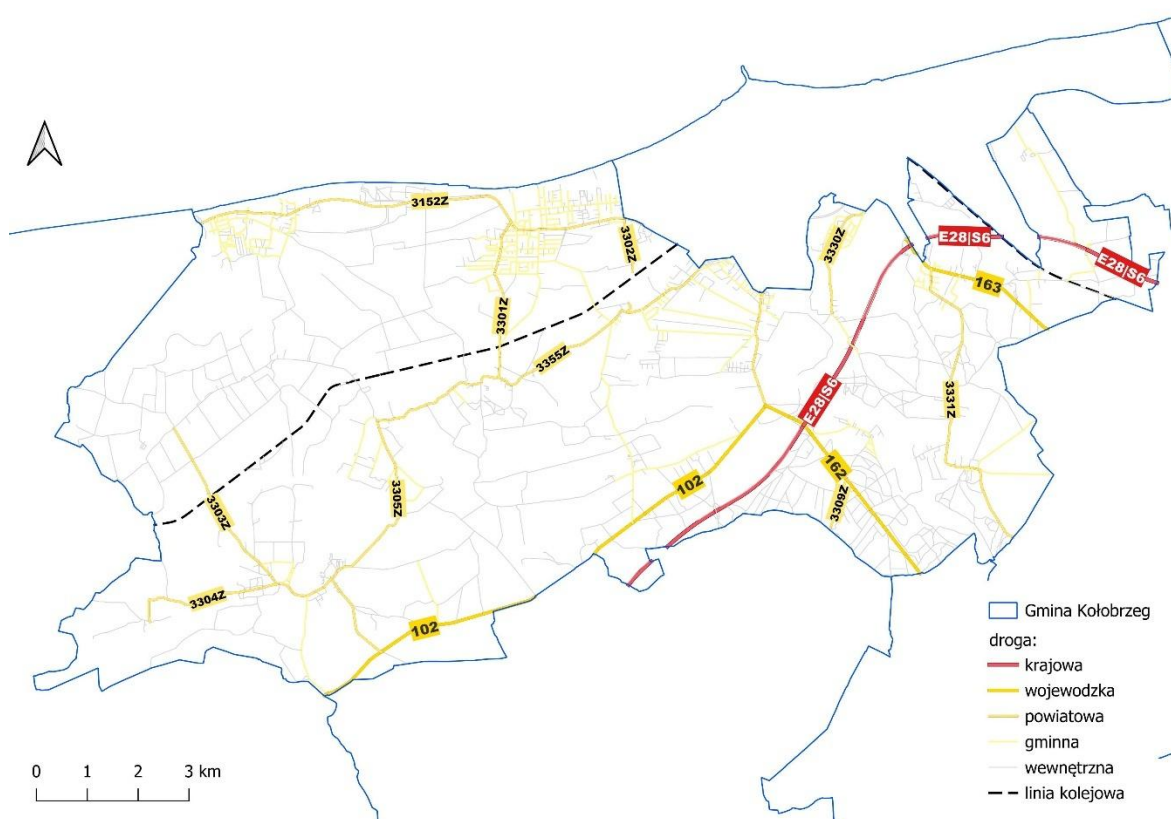 3152Z
3302Z
3330Z
E28|S6
E28|S6
163
3301Z
3355Z
E28|S6
3331Z
102
162
3309Z
3305Z
3303Z
3304Z
102
Gmina Kołobrzeg
droga:
krajowa
wojewodzka
powiatowa
gminna
wewnętrzna
linia kolejowa
0 1 2 3 km